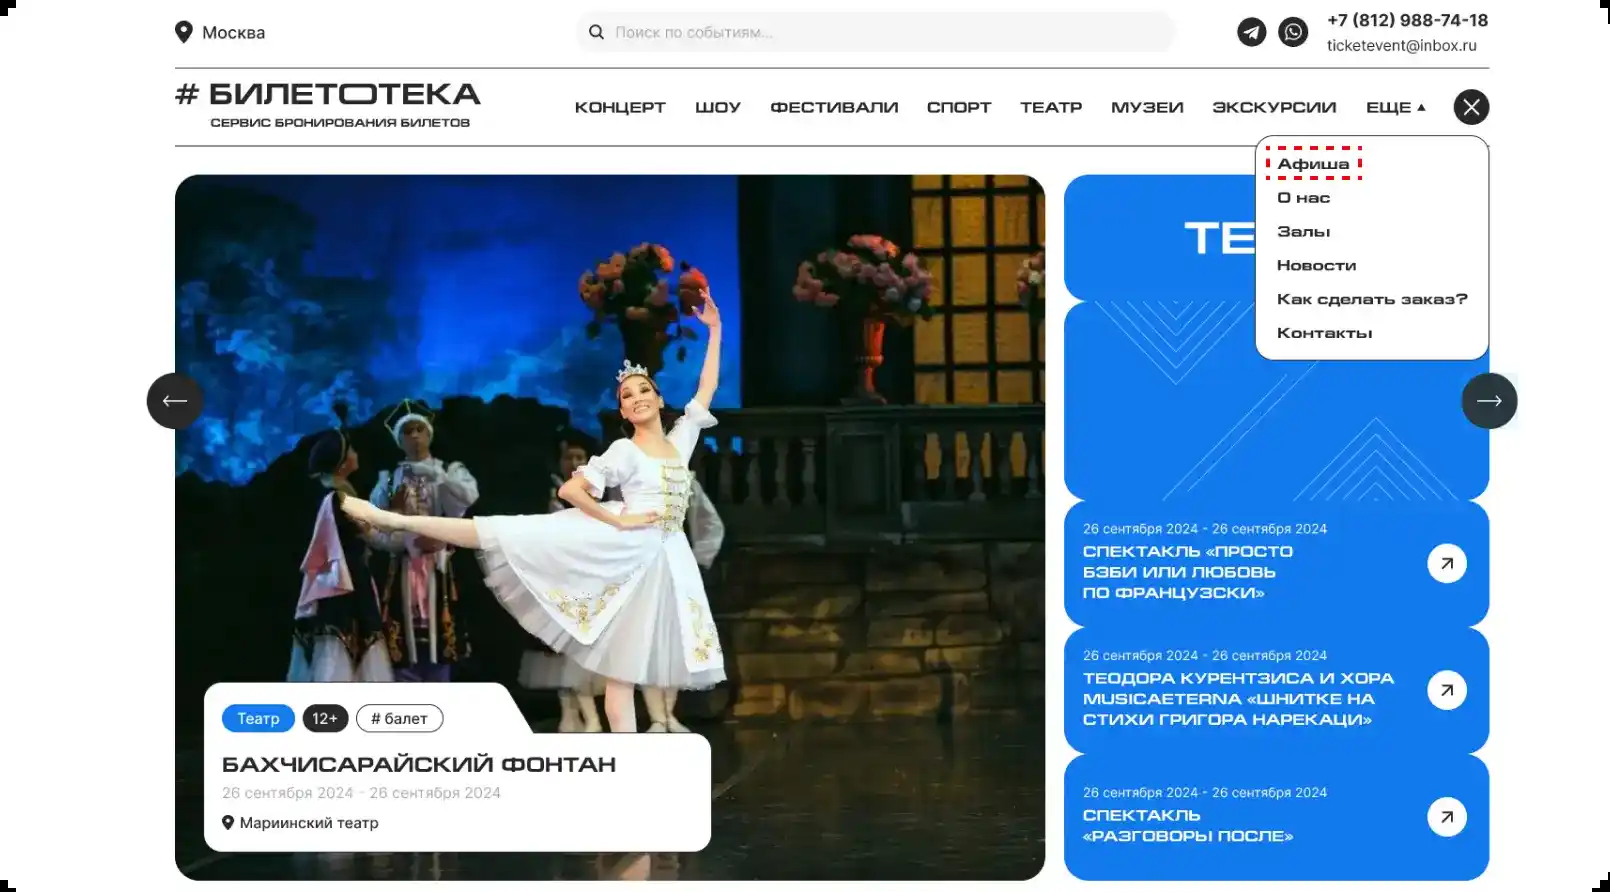 Москва
Поиск по событиям...
+7 (812) 988-74-18
ticketevent@inbox.ru
# БИЛЕТОТЕКА
СЕРВИС БРОНИРОВАНИЯ БИЛЕТОВ
КОНЦЕРТ ШОУ ФЕСТИВАЛИ СПОРТ ТЕАТР МУЗЕИ ЭКСКУРСИИ ЕЩЕ
Афиша
О нас
Залы
Новости
Как сделать заказ?
Контакты
ТЕ
Театр 12+ # балет
БАХЧИСАРАЙСКИЙ ФОНТАН
26 сентября 2024 - 26 сентября 2024
Мариинский театр
26 сентября 2024 - 26 сентября 2024
СПЕКТАКЛЬ «ПРОСТО
БЭБИ ИЛИ ЛЮБОВЬ
ПО ФРАНЦУЗСКИ»
26 сентября 2024 - 26 сентября 2024
ТЕОДОРА КУРЕНТЗИСА И ХОРА
MUSICAETERNA «ШНИТКЕ НА
СТИХИ ГРИГОРА НАРЕКАЦИ»
26 сентября 2024 - 26 сентября 2024
СПЕКТАКЛЬ
«РАЗГОВОРЫ ПОСЛЕ»